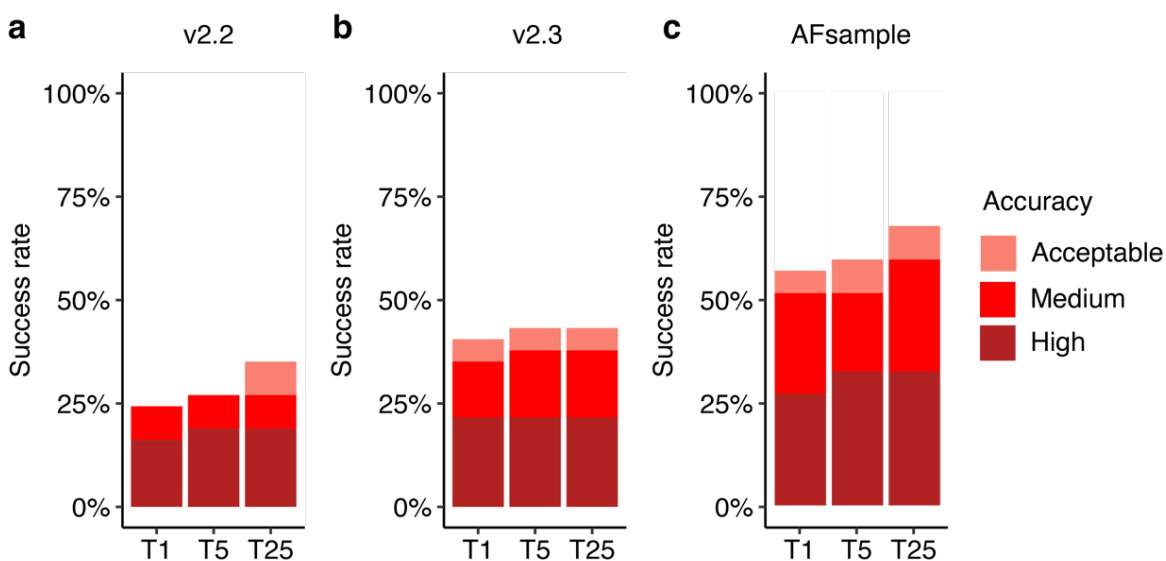 a
v2.2
Success rate
100%
75%
50%
25%
0%
T1 T5 T25
b
v2.3
Success rate
100%
75%
50%
25%
0%
T1 T5 T25
c
AFsample
Success rate
100%
75%
50%
25%
0%
T1 T5 T25
Accuracy
Acceptable
Medium
High